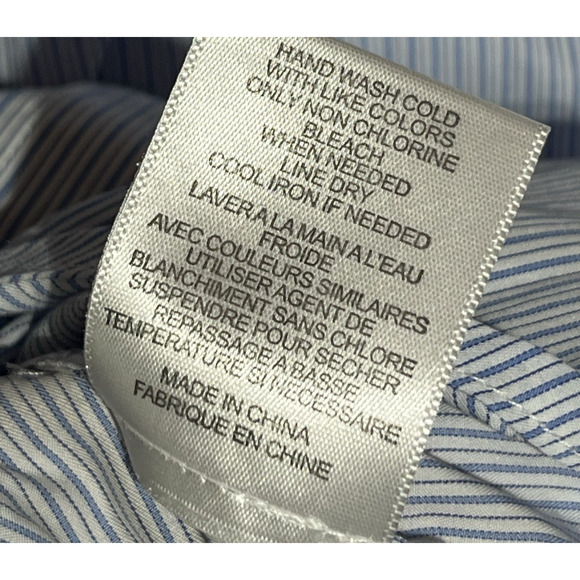 HAND WASH COLD
WITH LIKE COLORS
ONLY NON CHLORINE
BLEACH
WHEN NEEDED
LINE DRY
COOL IRON IF NEEDED
LAVER A LA MAIN A L'EAU
FROIDE
AVEC COULEURS SIMILAIRES
UTILISER AGENT DE
BLANCHIMENT SANS CHLORE
SUSPENDRE POUR SECHER
REPASSAGE A BASSE
TEMPERATURE SI NECESSAIRE
MADE IN CHINA
FABRIQUE EN CHINE